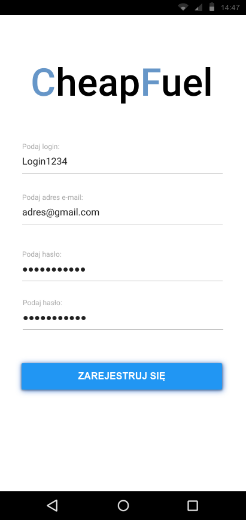 14:47
CheapFuel
Podaj login:
Login1234
Podaj adres e-mail:
adres@gmail.com
Podaj hasło:
●●●●●●●●●●●
Podaj hasło:
●●●●●●●●●●●
ZAREJESTRUJ SIĘ